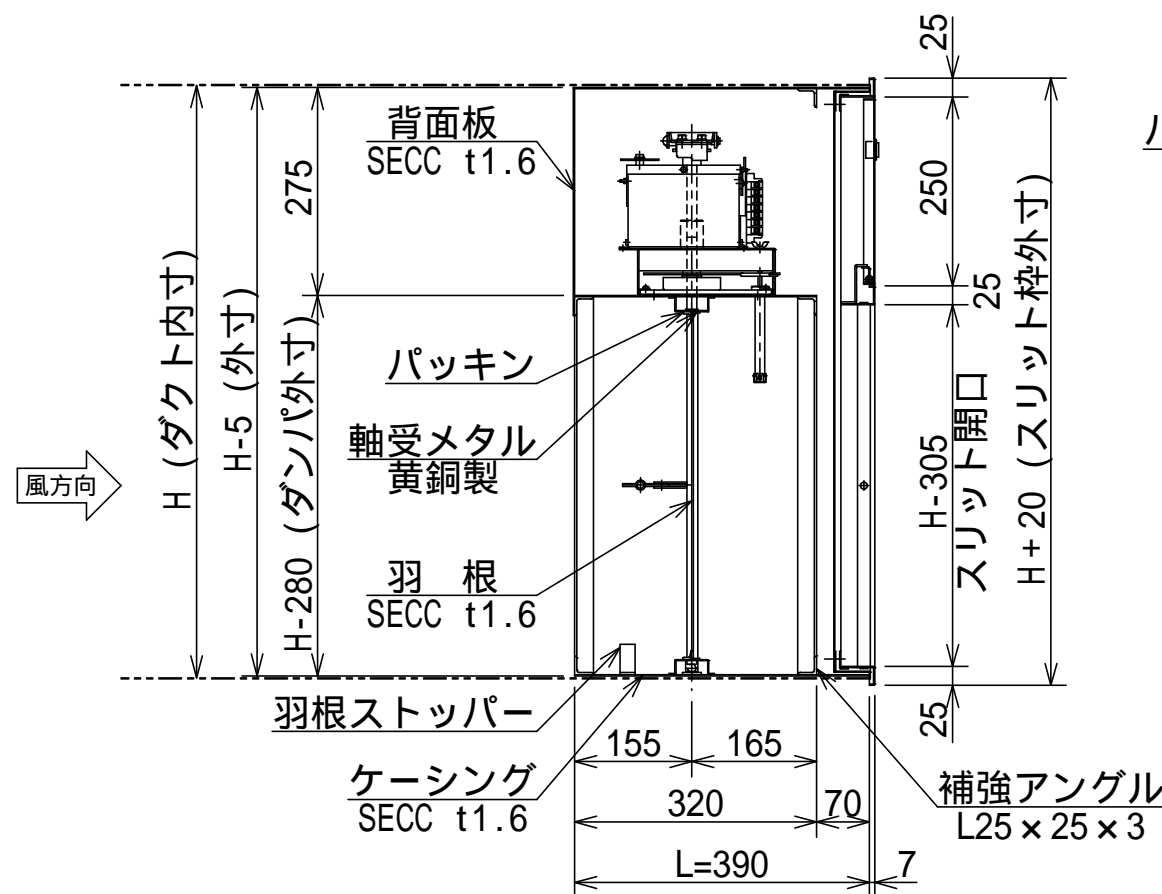 25
背面板
SECC t1.6
275
250
25
H (ダクト内寸)
H-5 (外寸)
H-280 (ダンパ外寸)
パッキン
軸受メタル
黄銅製
風方向
羽 根
SECC t1.6
H-305
スリット開口
H+20 (スリット枠外寸)
羽根ストッパー
25
155
165
ケーシング
SECC t1.6
320
70
補強アングル
L25×25×3
L=390
7